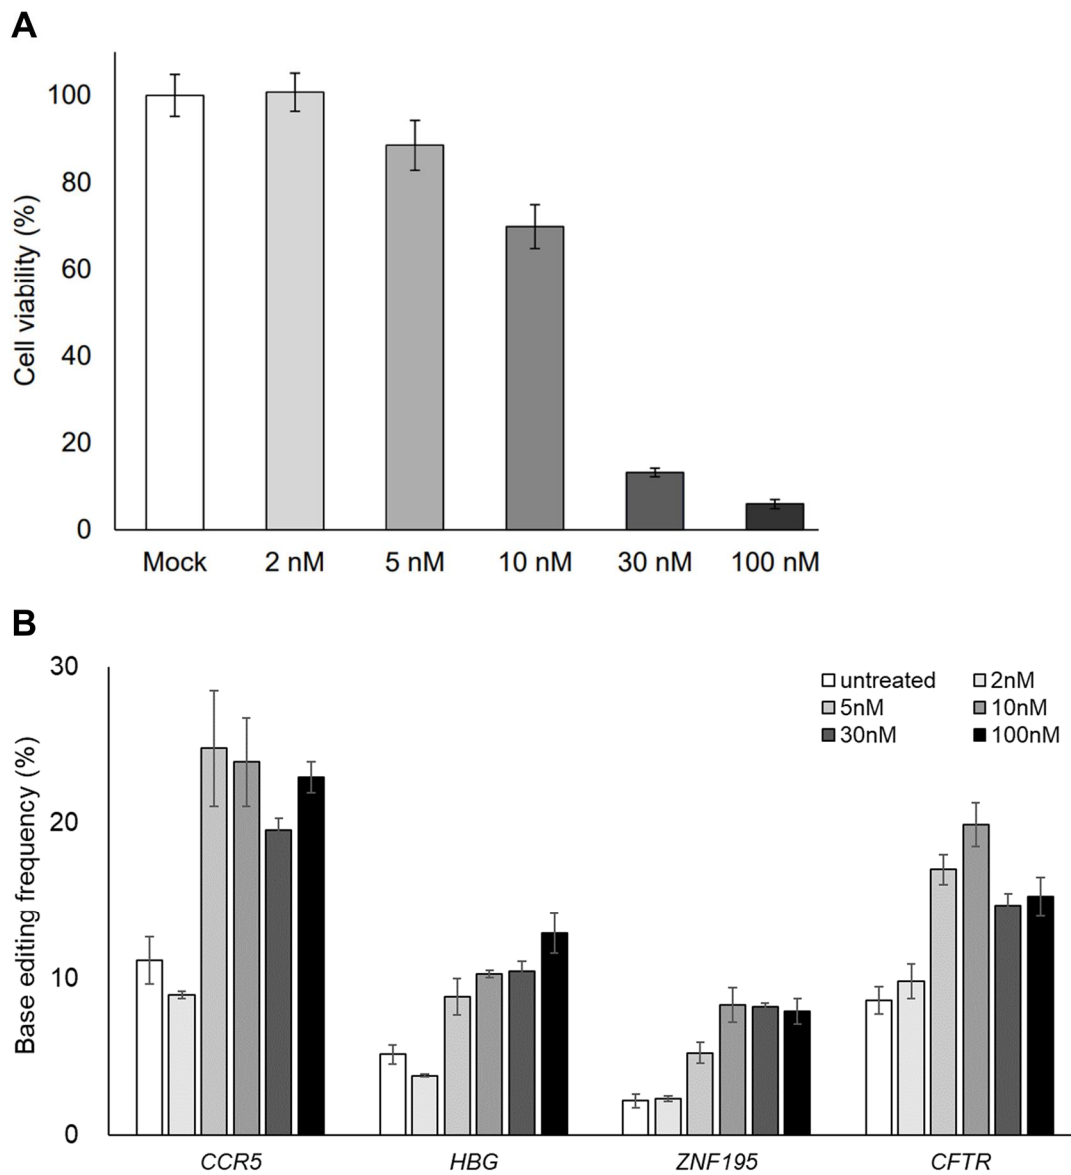 A
Cell viability (%)
100
80
60
40
20
0
Mock 2 nM 5 nM 10 nM 30 nM 100 nM
B
Base editing frequency (%)
30
20
10
0
untreated 2nM
5nM 10nM
30nM 100nM
CCR5 HBG ZNF195 CFTR